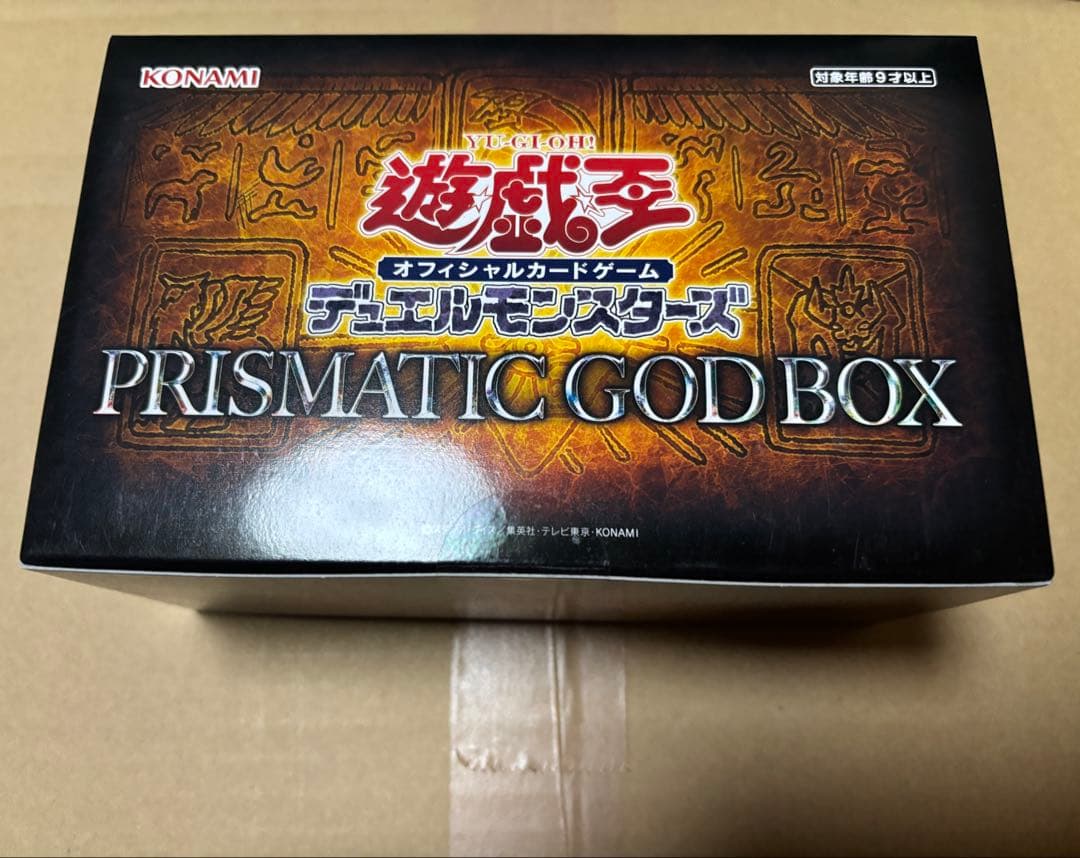 KONAMI
対象年齢9才以上
YU-GI-OH!
遊☆戯☆王
オフィシャルカードゲーム
デュエルモンスターズ
PRISMATIC GOD BOX
集英社・テレビ東京・KONAMI